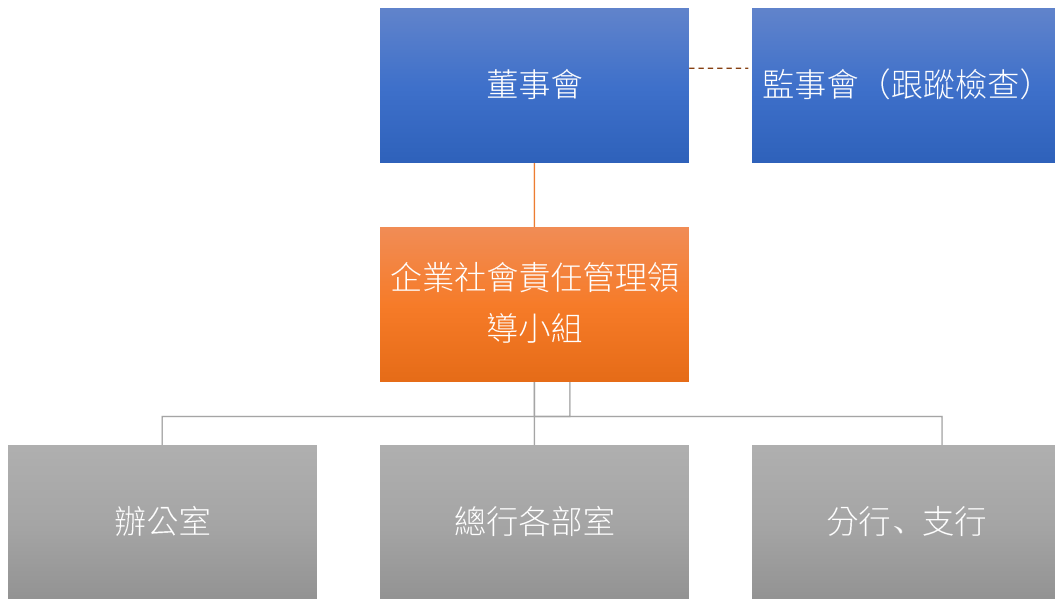 董事會
監事會（跟蹤檢查）
企業社會責任管理領
導小組
辦公室
總行各部室
分行、支行